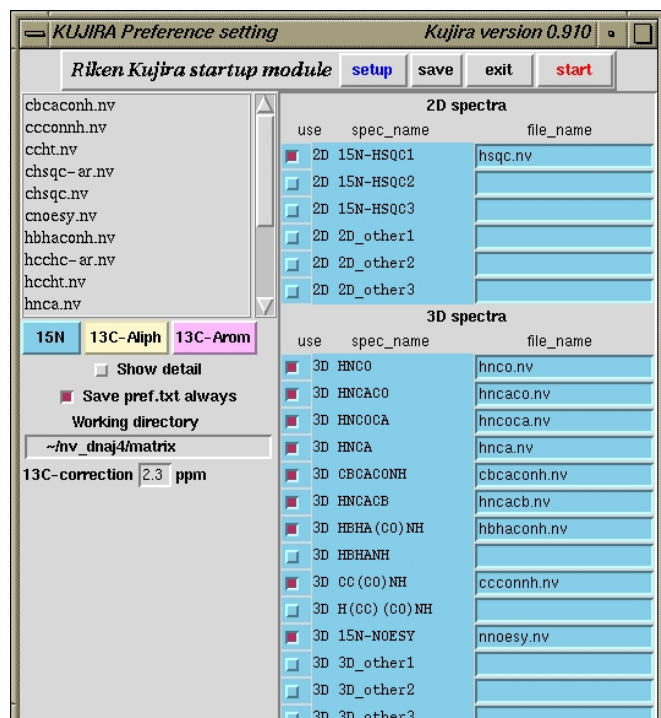 KUJIRA Preference setting Kujira version 0.910
Riken Kujira startup module setup save exit start
cbcaconh.nv
ccconnh.nv
ccht.nv
chsqc-ar.nv
chsqc.nv
cnoesy.nv
hbhaconh.nv
hcchc-ar.nv
hccht.nv
hnca.nv
15N 13C-Aliph 13C-Arom
Show detail
Save pref.txt always
Working directory
~/nv_dnaj4/matrix
13C-correction 2.3 ppm
2D spectra
use spec_name file_name
2D 15N-HSQC1 hsqc.nv
2D 15N-HSQC2
2D 15N-HSQC3
2D 2D_other1
2D 2D_other2
2D 2D_other3
3D spectra
use spec_name file_name
3D HNCO hnco.nv
3D HNCACO hncaco.nv
3D HNCOCA hncoca.nv
3D HNCA hnca.nv
3D CBCACONH cbcaconh.nv
3D HNCACB hncacb.nv
3D HBHA(CO)NH hbhaconh.nv
3D HBHANH
3D CC(CO)NH ccconnh.nv
3D H(CC)(CO)NH
3D 15N-NOESY nnoesy.nv
3D 3D_other1
3D 3D_other2
3D 3D_other3